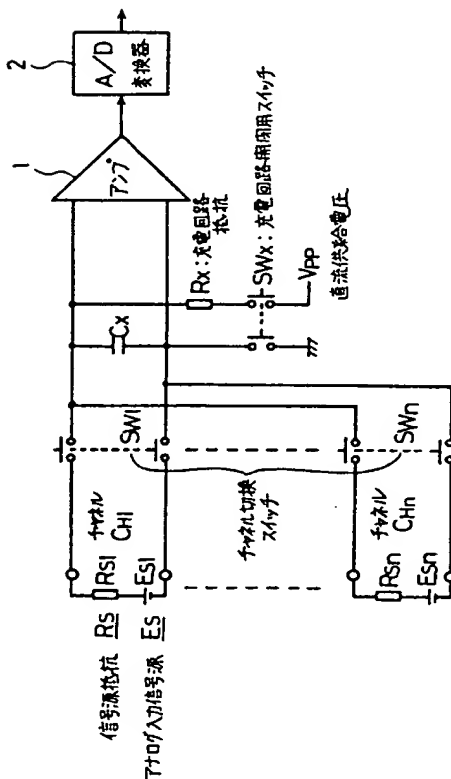 信号源抵抗 Rs
アナログ入力信号源 Es
Rs1
Es1
チャネル
CH1
SW1
チャネル切換
スイッチ
Rsn
Esn
チャネル
CHn
SWn
Cx
Rx:充電回路
抵抗
SWx:充電回路開閉用スイッチ
VPP
直流供給電圧
1
アンプ
2
A/D
変換器